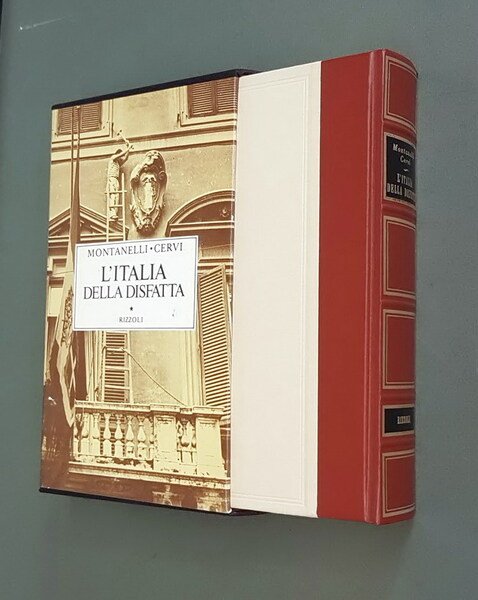 MONTANELLI • CERVI
L'ITALIA
DELLA DISFATTA
★
RIZZOLI
Montanelli
Cervi
L'ITALIA
DELLA DISFATTA
RIZZOLI